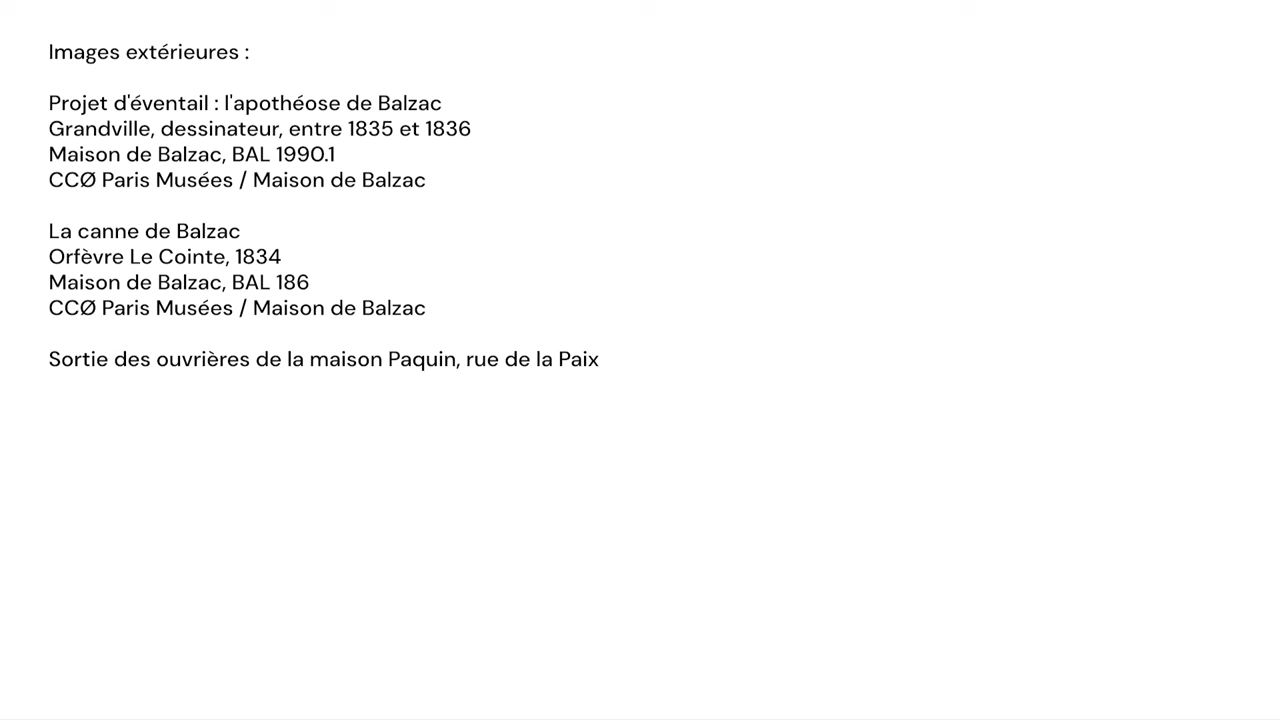 Images extérieures :
Projet d'éventail : l'apothéose de Balzac
Grandville, dessinateur, entre 1835 et 1836
Maison de Balzac, BAL 1990.1
CCØ Paris Musées / Maison de Balzac
La canne de Balzac
Orfèvre Le Cointe, 1834
Maison de Balzac, BAL 186
CCØ Paris Musées / Maison de Balzac
Sortie des ouvrières de la maison Paquin, rue de la Paix